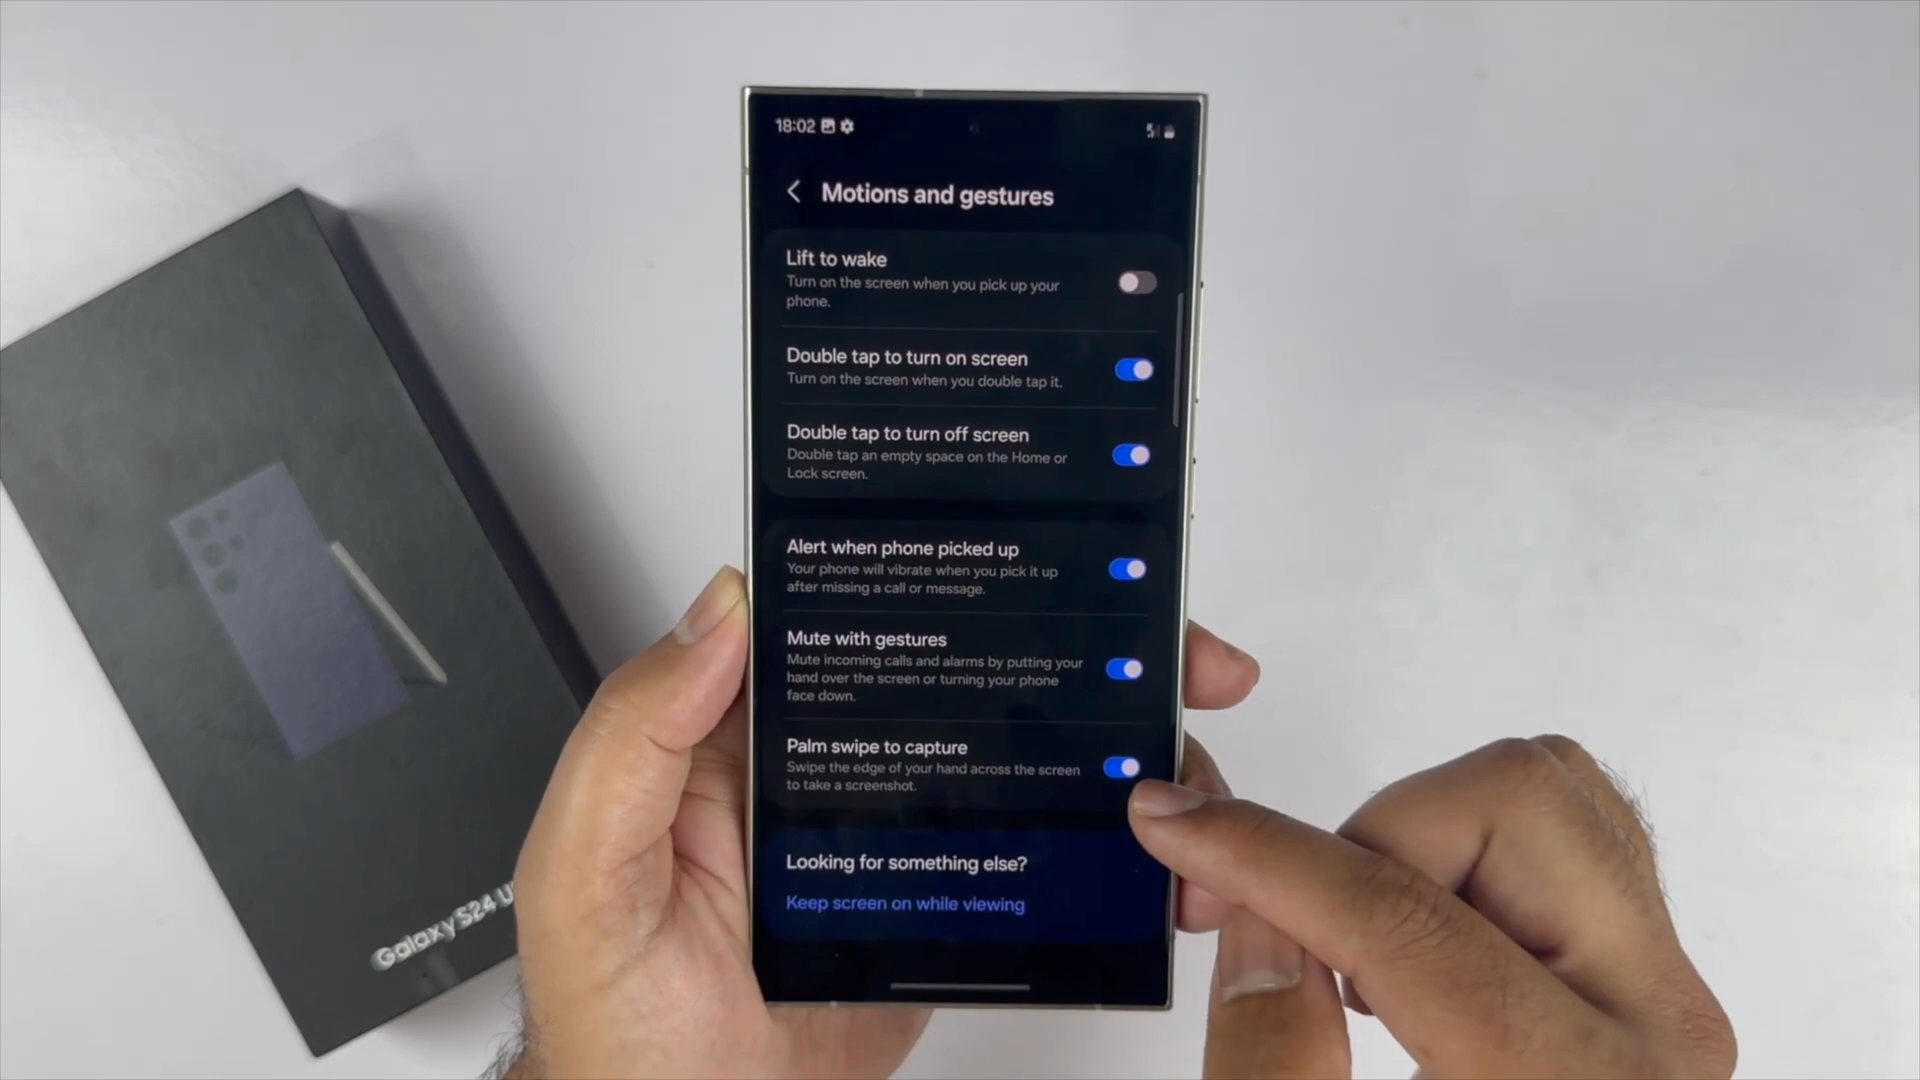 18:02
Motions and gestures
Lift to wake
Turn on the screen when you pick up your
phone.
Double tap to turn on screen
Turn on the screen when you double tap it.
Double tap to turn off screen
Double tap an empty space on the Home or
Lock screen.
Alert when phone picked up
Your phone will vibrate when you pick it up
after missing a call or message.
Mute with gestures
Mute incoming calls and alarms by putting your
hand over the screen or turning your phone
face down.
Palm swipe to capture
Swipe the edge of your hand across the screen
to take a screenshot.
Looking for something else?
Keep screen on while viewing
Galaxy S24 U